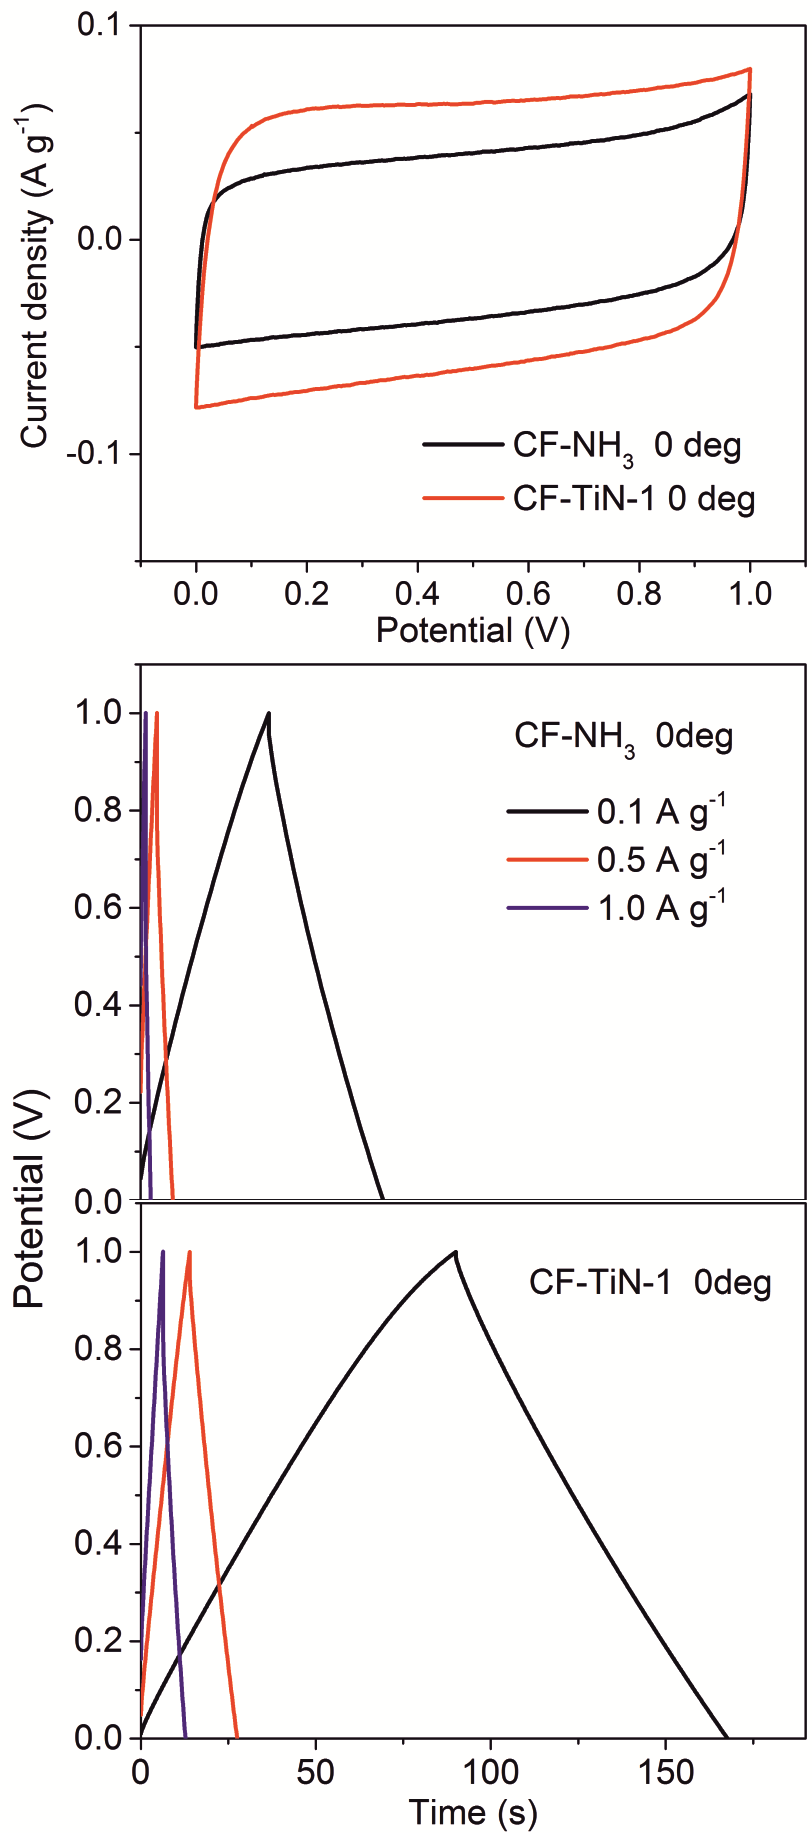 0.1
0.0
-0.1
Current density (A g⁻¹)
CF-NH₃ 0 deg
CF-TiN-1 0 deg
0.0 0.2 0.4 0.6 0.8 1.0
Potential (V)
1.0
0.8
0.6
0.4
0.2
0.0
CF-NH₃ 0deg
0.1 A g⁻¹
0.5 A g⁻¹
1.0 A g⁻¹
Potential (V)
1.0
0.8
0.6
0.4
0.2
0.0
CF-TiN-1 0deg
0 50 100 150
Time (s)